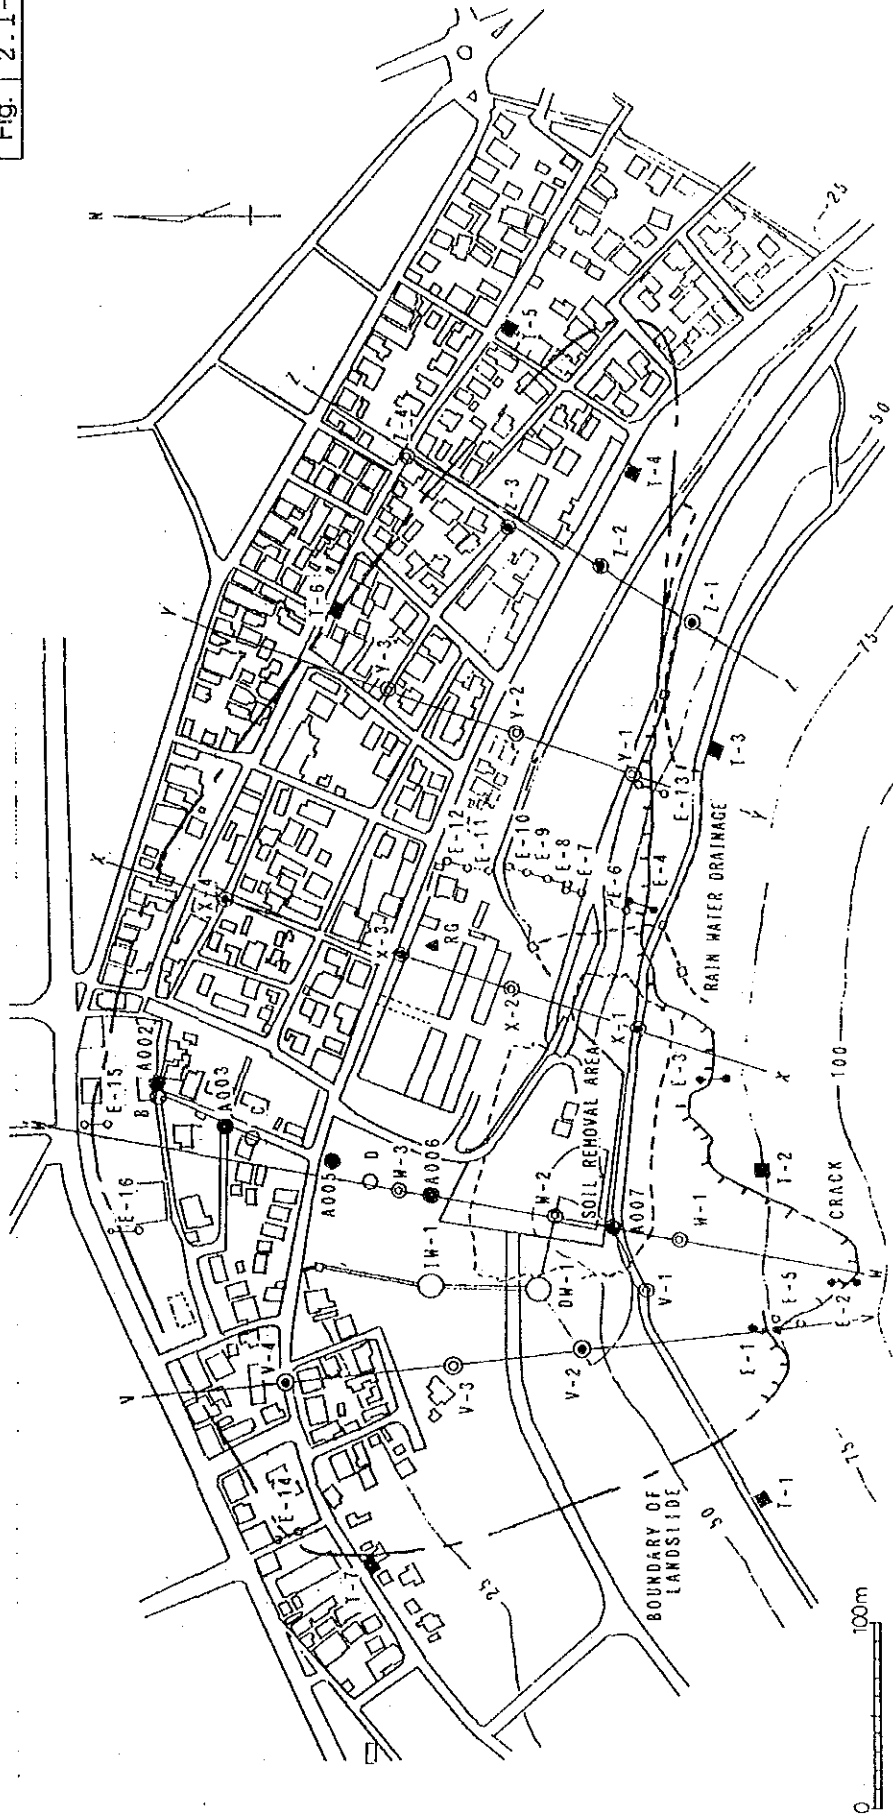 Fig. 2.1-
N
Z
Y
X
W
V
T-5
Z-4
Z-3
T-4
Z-2
Z-1
Z
25
50
75
100
T-6
Y-3
Y-2
Y-1
T-3
Y
E-13
X-4
X-3
RG
E-12
E-11
E-10
E-9
E-8
E-7
E-6
E-4
X-2
X-1
E-3
X
RAIN WATER DRAINAGE
A002
B
E-15
A003
C
E-16
A005
D
W-3
A006
IW-1
W-2
SOIL REMOVAL AREA
A007
DW-1
W-1
T-2
CRACK
W
V-1
E-5
E-2
E-1
V
V-4
V-3
V-2
E-14
T-7
25
50
75
T-1
BOUNDARY OF
LANDSLIDE
0
100m